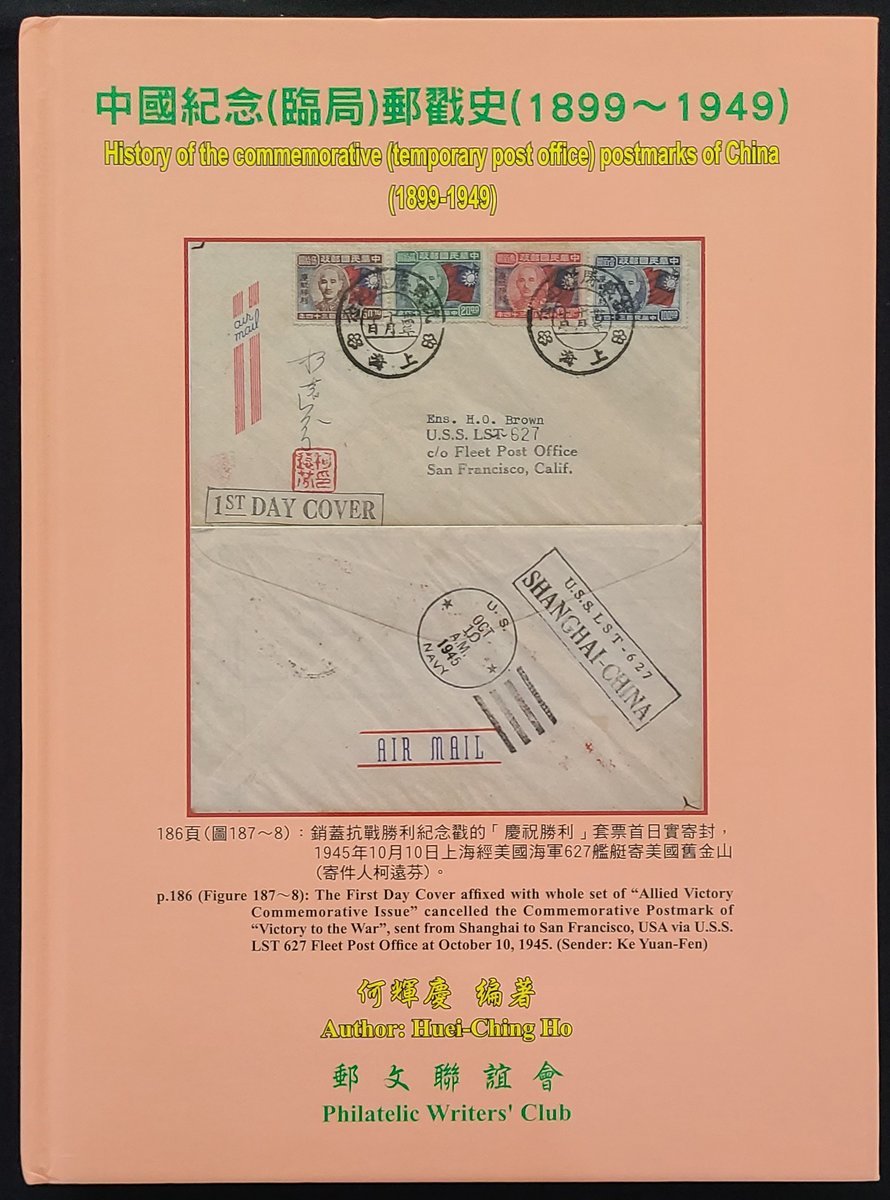 中國紀念(臨局)郵戳史(1899～1949)
History of the commemorative (temporary post office) postmarks of China
(1899-1949)
air
mail
上海
Ens. H.O. Brown
U.S.S. LST-627
c/o Fleet Post Office
San Francisco, Calif.
1ST DAY COVER
U.S.
OCT
10
A.M.
1945
NAVY
U.S.S. LST-627
SHANGHAI-CHINA
AIR MAIL
186頁(圖187～8)：銷蓋抗戰勝利紀念戳的「慶祝勝利」套票首日實寄封，
1945年10月10日上海經美國海軍627艦艇寄美國舊金山
(寄件人柯遠芬)。
p.186 (Figure 187～8): The First Day Cover affixed with whole set of “Allied Victory
Commemorative Issue” cancelled the Commemorative Postmark of
“Victory to the War”, sent from Shanghai to San Francisco, USA via U.S.S.
LST 627 Fleet Post Office at October 10, 1945. (Sender: Ke Yuan-Fen)
何輝慶 編著
Author: Huei-Ching Ho
郵文聯誼會
Philatelic Writers' Club